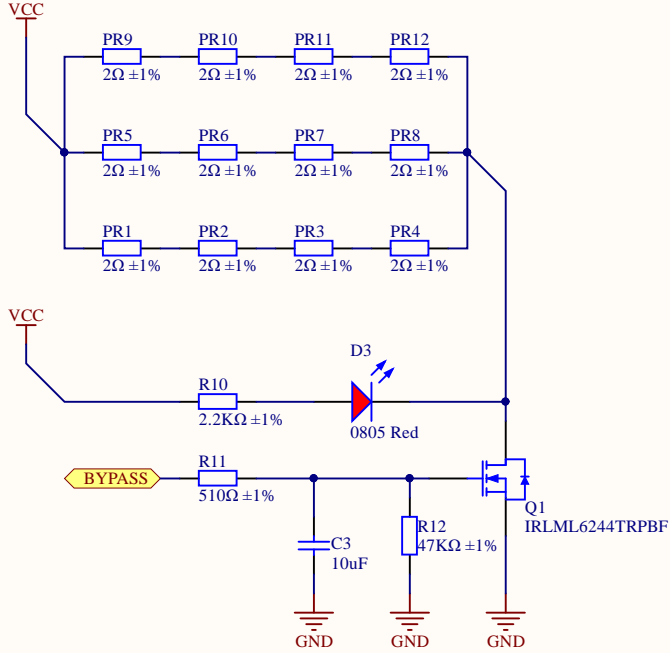 VCC
PR9 PR10 PR11 PR12
2Ω ±1% 2Ω ±1% 2Ω ±1% 2Ω ±1%
PR5 PR6 PR7 PR8
2Ω ±1% 2Ω ±1% 2Ω ±1% 2Ω ±1%
PR1 PR2 PR3 PR4
2Ω ±1% 2Ω ±1% 2Ω ±1% 2Ω ±1%
VCC
D3
R10
2.2KΩ ±1%
0805 Red
R11
BYPASS
510Ω ±1%
Q1
IRLML6244TRPBF
R12
47KΩ ±1%
C3
10uF
GND GND GND